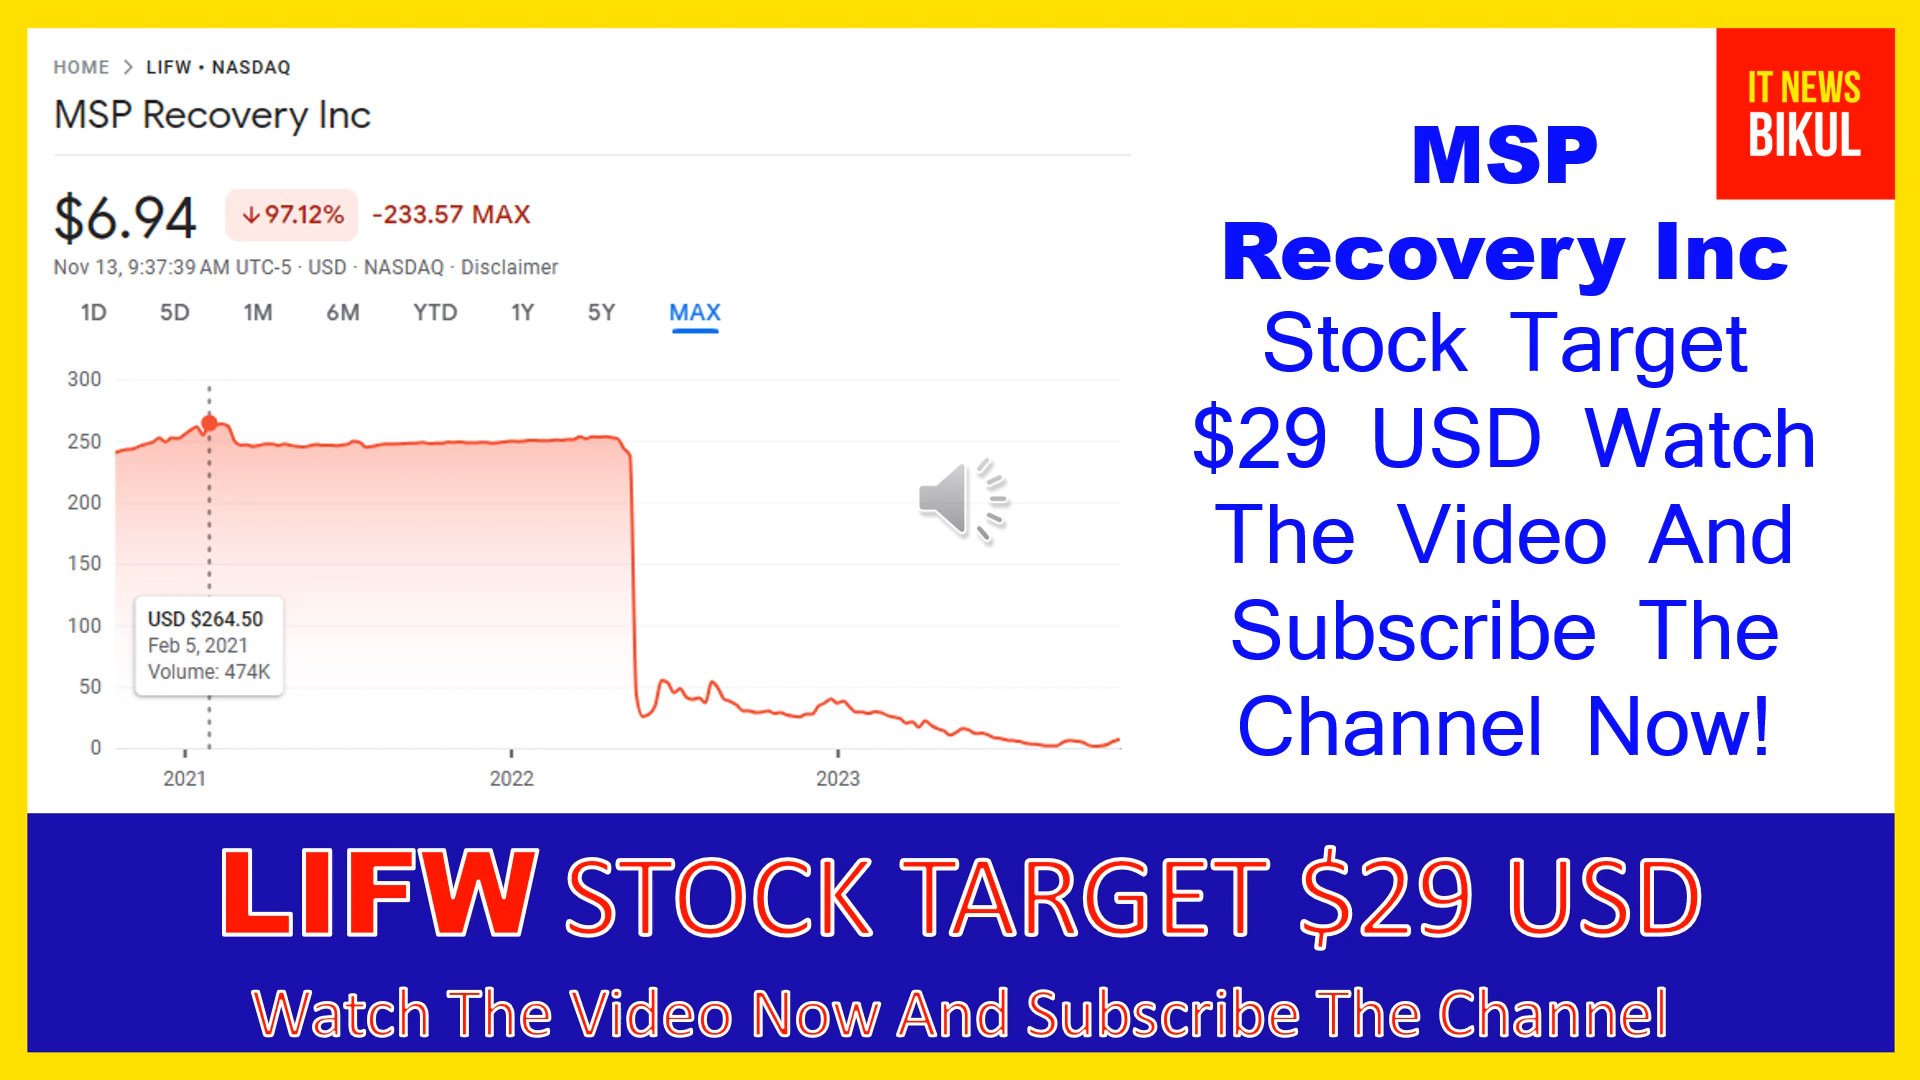 HOME > LIFW • NASDAQ
MSP Recovery Inc
$6.94 ↓97.12% -233.57 MAX
Nov 13, 9:37:39 AM UTC-5 · USD · NASDAQ · Disclaimer
1D 5D 1M 6M YTD 1Y 5Y MAX
300
250
200
150
100
50
0
USD $264.50
Feb 5, 2021
Volume: 474K
2021 2022 2023
IT NEWS
BIKUL
MSP
Recovery Inc
Stock Target
$29 USD Watch
The Video And
Subscribe The
Channel Now!
LIFW STOCK TARGET $29 USD
Watch The Video Now And Subscribe The Channel